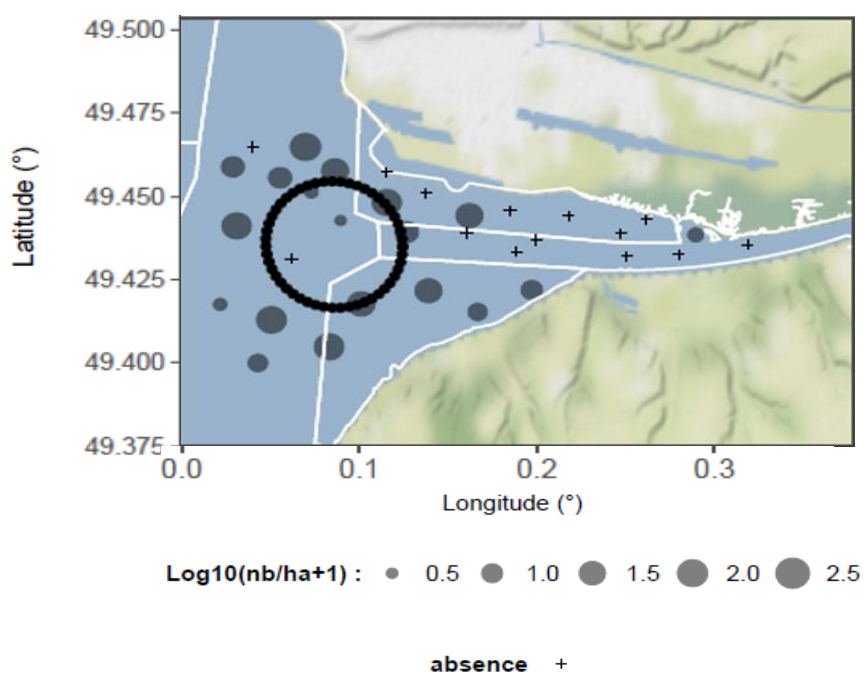 49.500
49.475
49.450
49.425
49.400
49.375
Latitude (°)
0.0 0.1 0.2 0.3
Longitude (°)
Log10(nb/ha+1) : 0.5 1.0 1.5 2.0 2.5
absence +